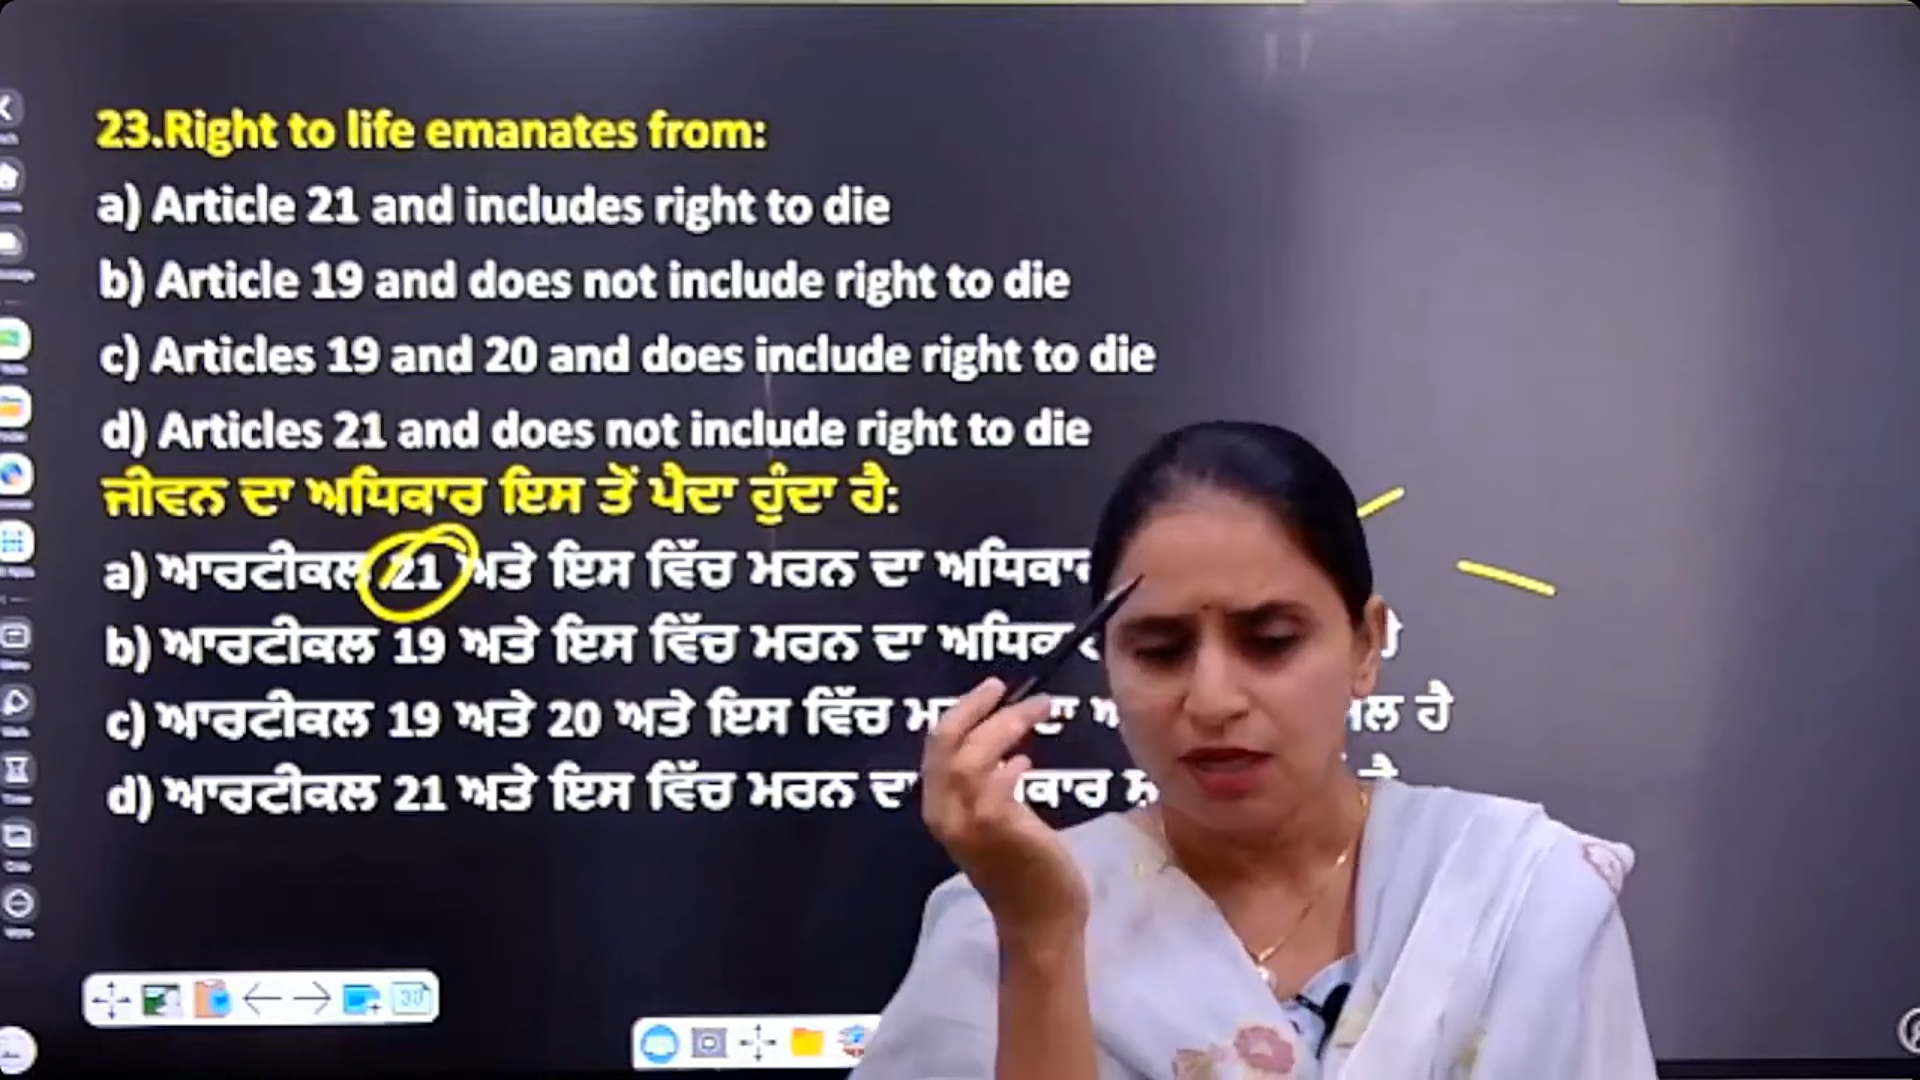 23.Right to life emanates from:
a) Article 21 and includes right to die
b) Article 19 and does not include right to die
c) Articles 19 and 20 and does include right to die
d) Articles 21 and does not include right to die
ਜੀਵਨ ਦਾ ਅਧਿਕਾਰ ਇਸ ਤੋਂ ਪੈਦਾ ਹੁੰਦਾ ਹੈ:
a) ਆਰਟੀਕਲ 21 ਅਤੇ ਇਸ ਵਿੱਚ ਮਰਨ ਦਾ ਅਧਿਕਾਰ
b) ਆਰਟੀਕਲ 19 ਅਤੇ ਇਸ ਵਿੱਚ ਮਰਨ ਦਾ
c) ਆਰਟੀਕਲ 19 ਅਤੇ 20 ਅਤੇ ਇਸ ਵਿੱਚ ਹੈ
d) ਆਰਟੀਕਲ 21 ਅਤੇ ਇਸ ਵਿੱਚ ਮਰਨ ਦਾ
30